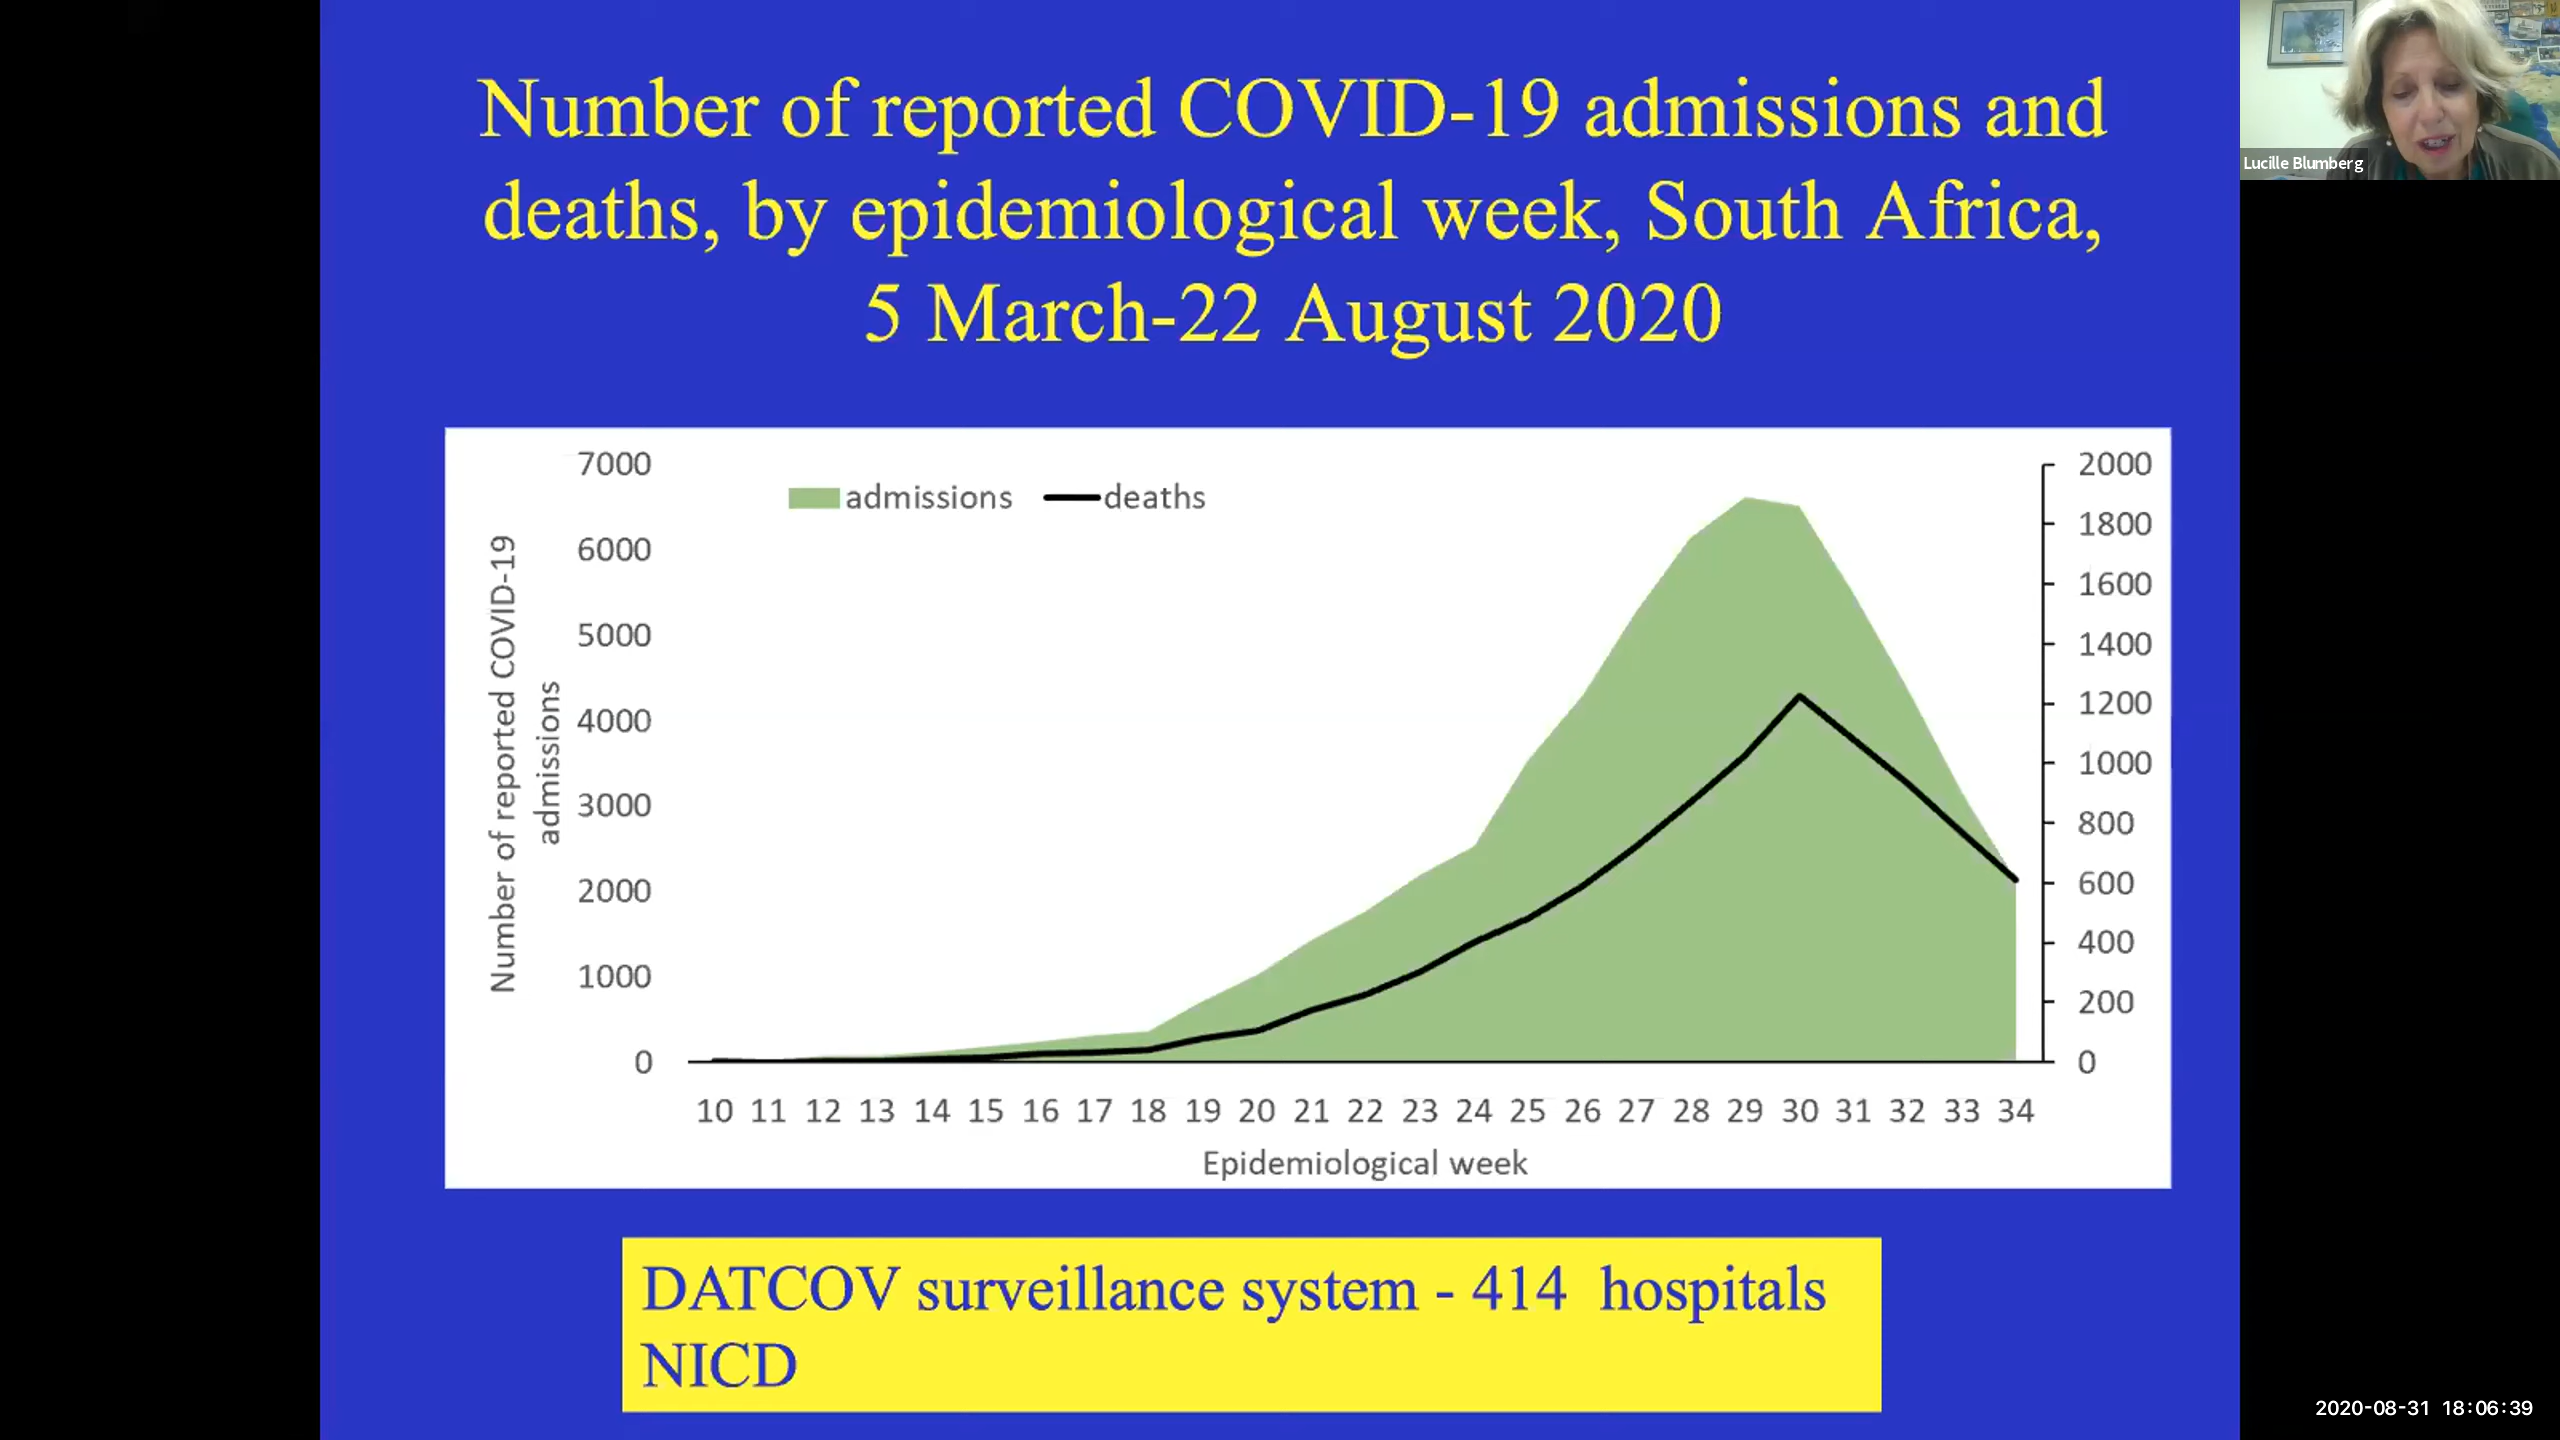 Number of reported COVID-19 admissions and
deaths, by epidemiological week, South Africa,
5 March-22 August 2020
Lucille Blumberg
admissions deaths
Number of reported COVID-19
admissions
7000
6000
5000
4000
3000
2000
1000
0
2000
1800
1600
1400
1200
1000
800
600
400
200
0
10 11 12 13 14 15 16 17 18 19 20 21 22 23 24 25 26 27 28 29 30 31 32 33 34
Epidemiological week
DATCOV surveillance system - 414 hospitals
NICD
2020-08-31 18:06:39